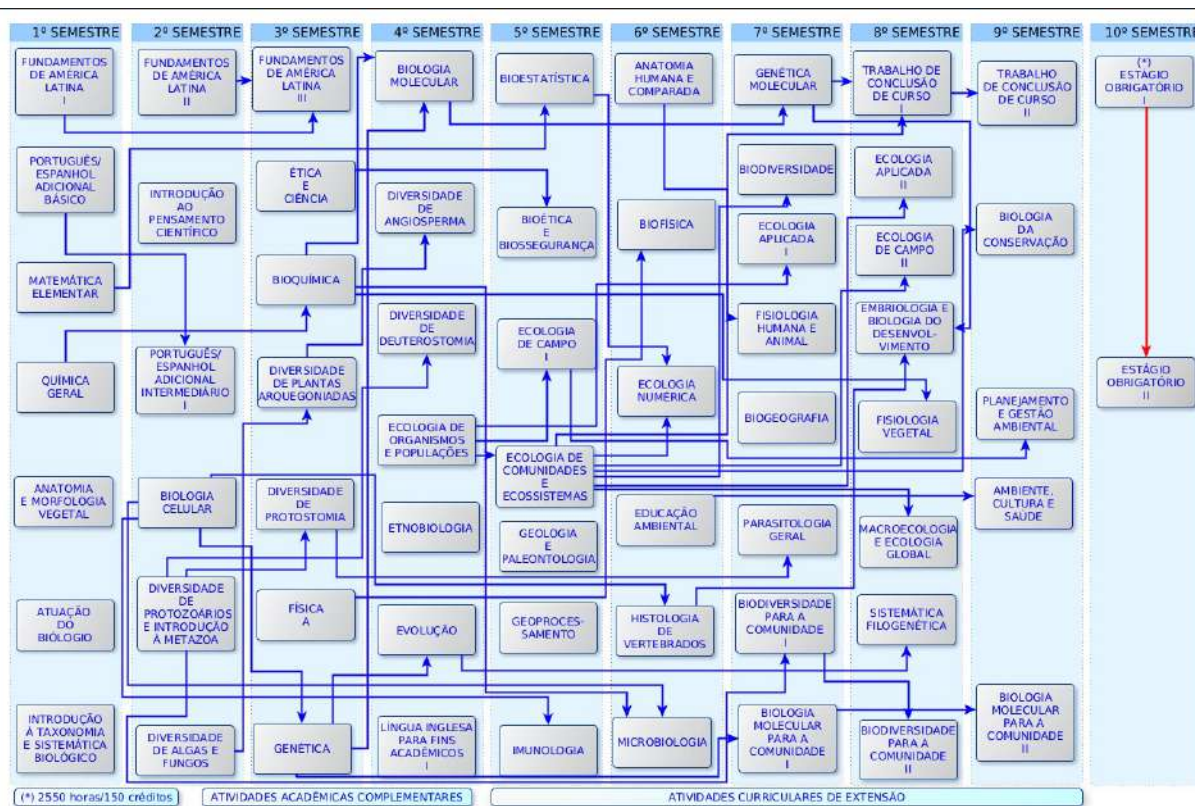 1º SEMESTRE
FUNDAMENTOS
DE AMÉRICA
LATINA
I
PORTUGUÊS/
ESPANHOL
ADICIONAL
BÁSICO
MATEMÁTICA
ELEMENTAR
QUÍMICA
GERAL
ANATOMIA
E MORFOLOGIA
VEGETAL
ATUAÇÃO
DO
BIÓLOGIO
INTRODUÇÃO
À TAXONOMIA
E SISTEMÁTICA
BIOLÓGICO
2º SEMESTRE
FUNDAMENTOS
DE AMÉRICA
LATINA
II
INTRODUÇÃO
AO
PENSAMENTO
CIENTÍFICO
PORTUGUÊS/
ESPANHOL
ADICIONAL
INTERMEDIÁRIO
I
BIOLOGIA
CELULAR
DIVERSIDADE
DE
PROTOZOÁRIOS
E INTRODUÇÃO
À METAZOA
DIVERSIDADE
DE ALGAS E
FUNGOS
3º SEMESTRE
FUNDAMENTOS
DE AMÉRICA
LATINA
III
ÉTICA
E
CIÊNCIA
BIOQUÍMICA
DIVERSIDADE
DE PLANTAS
ARQUEGONIADAS
DIVERSIDADE
DE
PROTOSTOMIA
FÍSICA
A
GENÉTICA
4º SEMESTRE
BIOLOGIA
MOLECULAR
DIVERSIDADE
DE
ANGIOSPERMA
DIVERSIDADE
DE
DEUTEROSTOMIA
ECOLOGIA DE
ORGANISMOS
E POPULAÇÕES
ETNOBIOLOGIA
EVOLUÇÃO
LÍNGUA INGLESA
PARA FINS
ACADÊMICOS
I
5º SEMESTRE
BIOESTATÍSTICA
BIOÉTICA
E
BIOSSEGURANÇA
ECOLOGIA
DE CAMPO
I
ECOLOGIA DE
COMUNIDADES
E
ECOSSISTEMAS
GEOLOGIA
E
PALEONTOLOGIA
GEOPROCES-
SAMENTO
IMUNOLOGIA
6º SEMESTRE
ANATOMIA
HUMANA E
COMPARADA
BIOFÍSICA
ECOLOGIA
NUMÉRICA
EDUCAÇÃO
AMBIENTAL
HISTOLOGIA
DE
VERTEBRADOS
MICROBIOLOGIA
7º SEMESTRE
GENÉTICA
MOLECULAR
BIODIVERSIDADE
ECOLOGIA
APLICADA
I
FISIOLOGIA
HUMANA E
ANIMAL
BIOGEOGRAFIA
PARASITOLOGIA
GERAL
BIODIVERSIDADE
PARA A
COMUNIDADE
I
BIOLOGIA
MOLECULAR
PARA A
COMUNIDADE
I
8º SEMESTRE
TRABALHO DE
CONCLUSÃO
DE CURSO
I
ECOLOGIA
APLICADA
II
ECOLOGIA
DE CAMPO
II
EMBRIOLOGIA E
BIOLOGIA DO
DESENVOL-
VIMENTO
FISIOLOGIA
VEGETAL
MACROECOLOGIA
E ECOLOGIA
GLOBAL
SISTEMÁTICA
FILOGENÉTICA
BIODIVERSIDADE
PARA A
COMUNIDADE
II
9º SEMESTRE
TRABALHO
DE CONCLUSÃO
DE CURSO
II
BIOLOGIA
DA
CONSERVAÇÃO
PLANEJAMENTO
E GESTÃO
AMBIENTAL
AMBIENTE,
CULTURA E
SAÚDE
BIOLOGIA
MOLECULAR
PARA A
COMUNIDADE
II
10º SEMESTRE
(*)
ESTÁGIO
OBRIGATÓRIO
I
ESTÁGIO
OBRIGATÓRIO
II
(*) 2550 horas/150 créditos
ATIVIDADES ACADÊMICAS COMPLEMENTARES
ATIVIDADES CURRICULARES DE EXTENSÃO